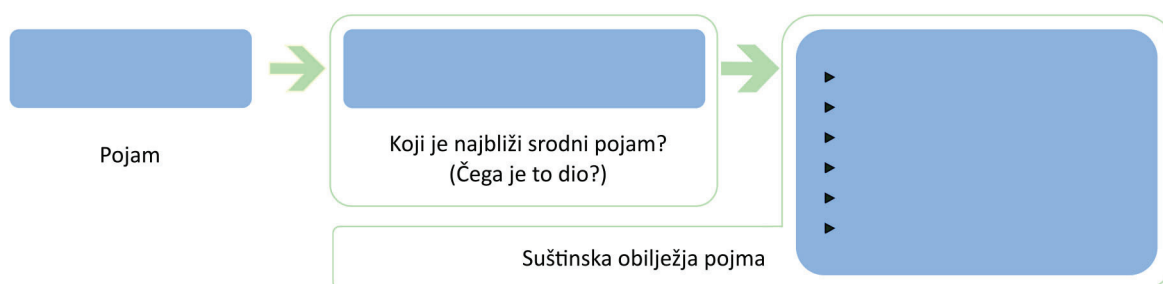 Pojam
Koji je najbliži srodni pojam?
(Čega je to dio?)
Suštinska obilježja pojma